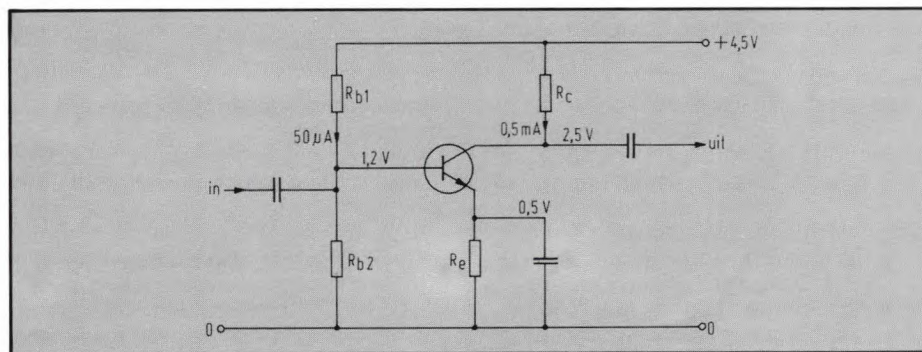 +4,5V
Rb1
Rc
50µA
0,5mA
2,5V
1,2V
uit
in
0,5V
Rb2
Re
0
0